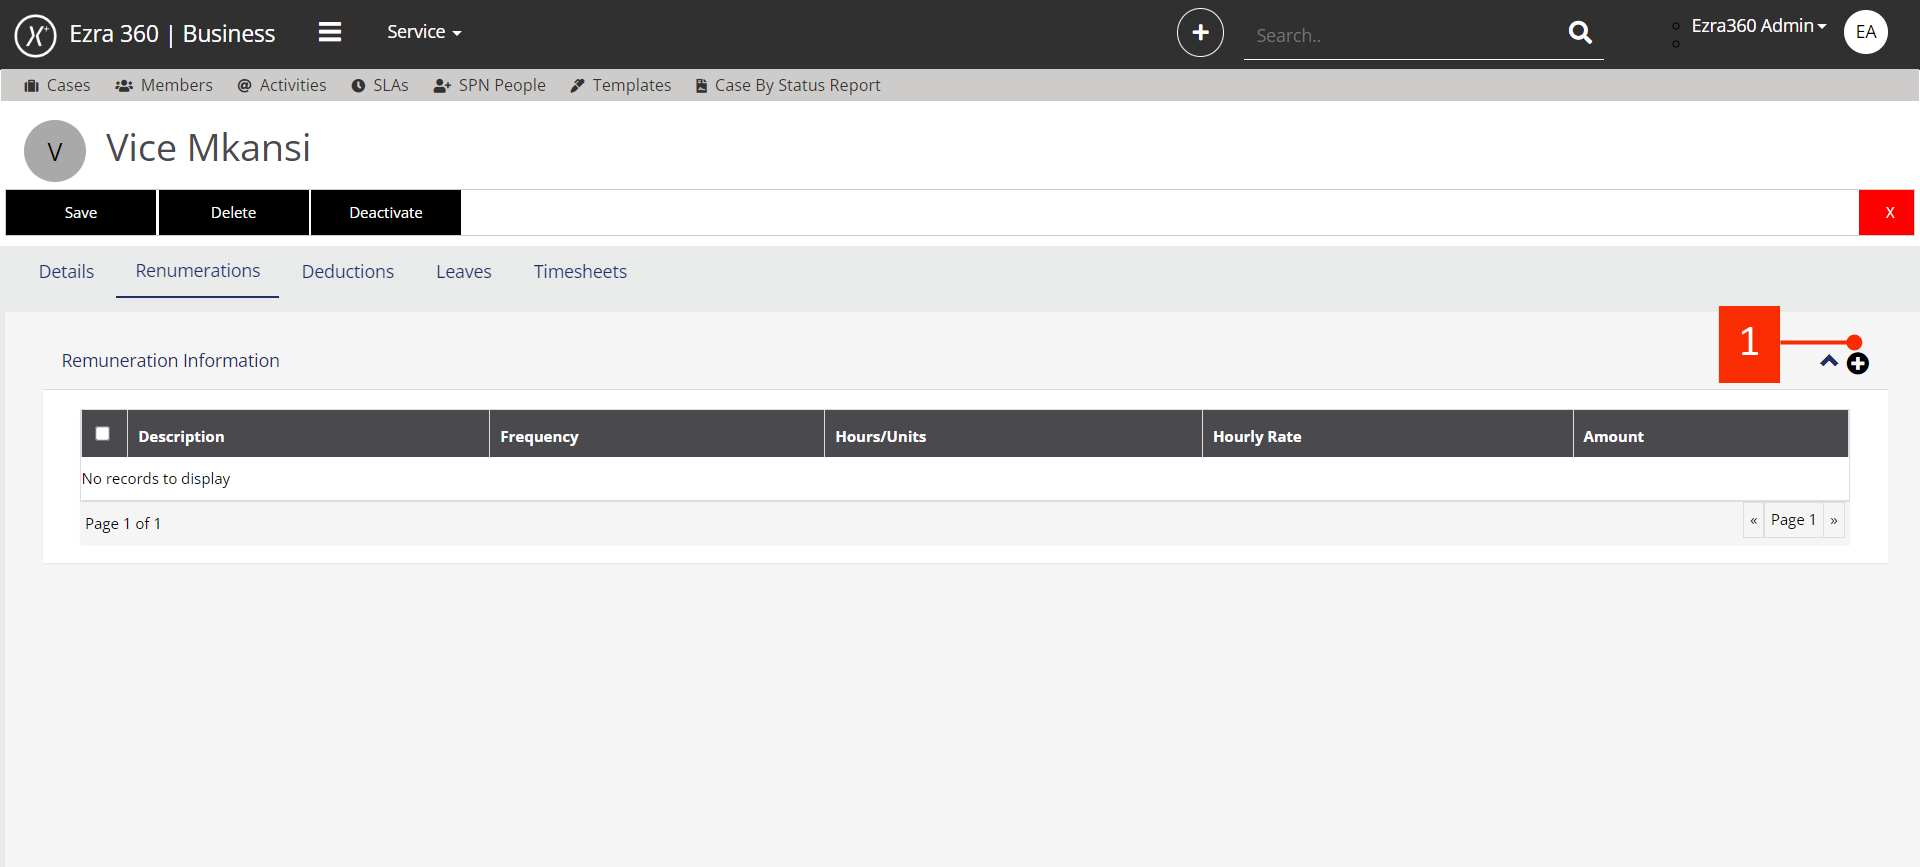 Ezra 360 | Business
Service
Search..
Ezra360 Admin
EA
Cases
Members
Activities
SLAs
SPN People
Templates
Case By Status Report
V
Vice Mkansi
Save
Delete
Deactivate
X
Details
Renumerations
Deductions
Leaves
Timesheets
1
Remuneration Information
Description
Frequency
Hours/Units
Hourly Rate
Amount
No records to display
Page 1 of 1
« Page 1 »